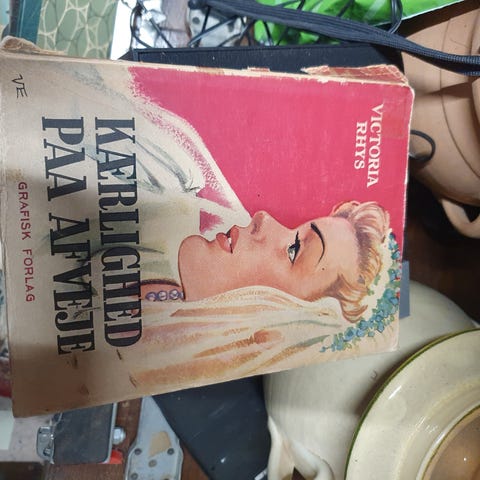 VICTORIA
RHYS
KÆRLIGHED
PAA AFVEJE
GRAFISK FORLAG
VE